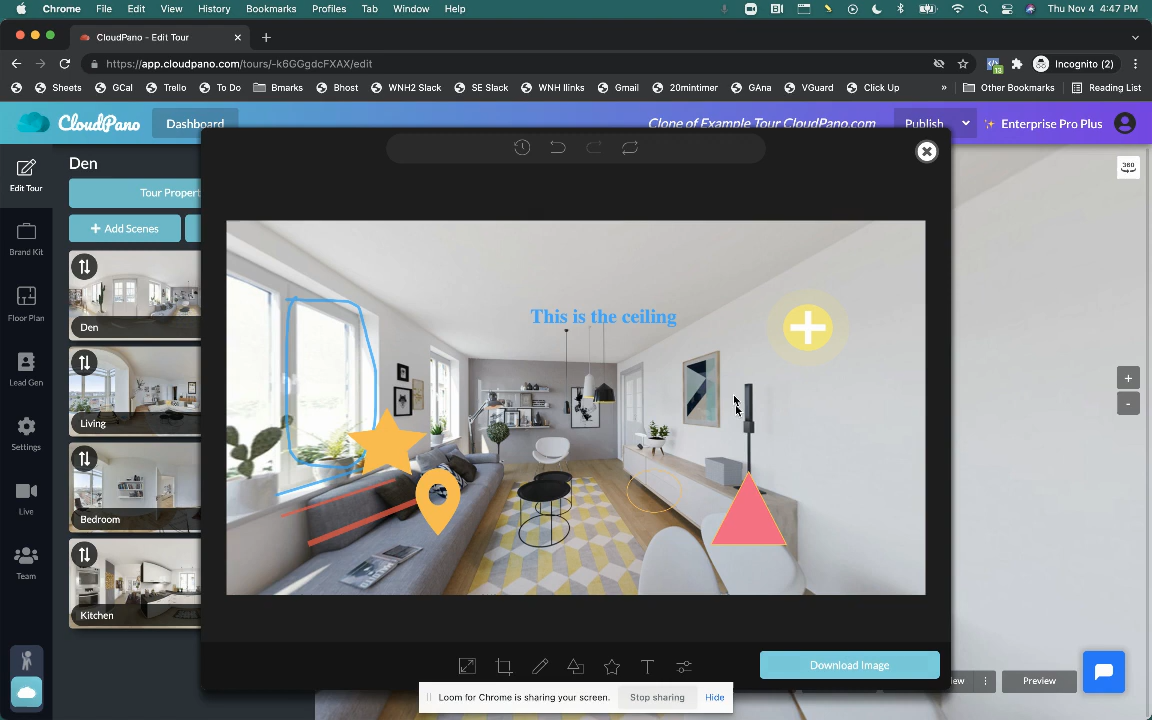 Chrome File Edit View History Bookmarks Profiles Tab Window Help Thu Nov 4 4:47 PM
CloudPano - Edit Tour
https://app.cloudpano.com/tours/-k6GGgdcFXAX/edit 13 Incognito (2)
Sheets GCal Trello To Do Bmarks Bhost WNH2 Slack SE Slack WNH llinks Gmail 20mintimer GAna VGuard Click Up » Other Bookmarks Reading List
CloudPano Dashboard Clone of Example Tour CloudPano.com Publish Enterprise Pro Plus
Edit Tour
Brand Kit
Floor Plan
Lead Gen
Settings
Live
Team
Den
Tour Propert
+ Add Scenes
Den
Living
Bedroom
Kitchen
360
This is the ceiling
+
-
Download Image
ew
Preview
Loom for Chrome is sharing your screen. Stop sharing Hide